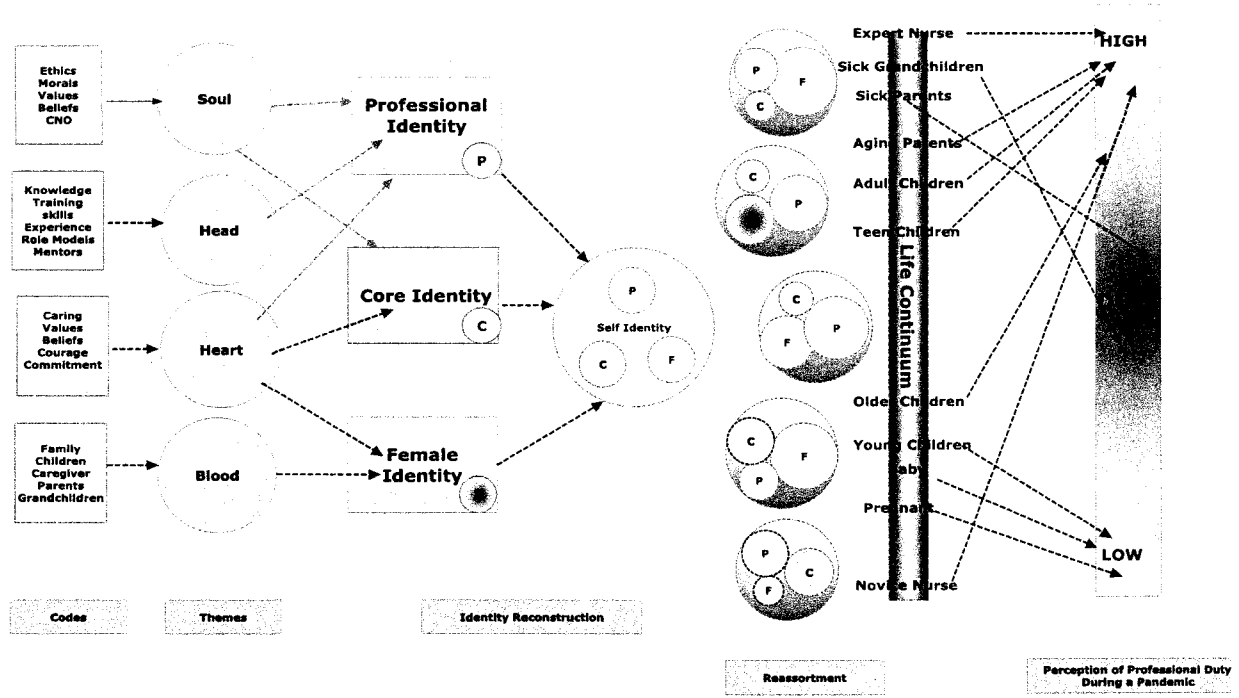 Ethics
Morals
Values
Beliefs
CNO
Soul
Professional
Identity
P
Knowledge
Training
skills
Experience
Role Models
Mentors
Head
Core Identity
C
Caring
Values
Beliefs
Courage
Commitment
Heart
Family
Children
Caregiver
Parents
Grandchildren
Blood
Female
Identity
P
Self Identity
C
F
Codes
Themes
Identity Reconstruction
P
F
C
C
P
C
F
P
C
F
P
P
C
F
Reassortment
Expert Nurse
Sick Grandchildren
Sick Parents
Aging Parents
Adult Children
Teen Children
Life Continuum
Older Children
Young Children
Pregnant
Novice Nurse
HIGH
LOW
Perception of Professional Duty
During a Pandemic